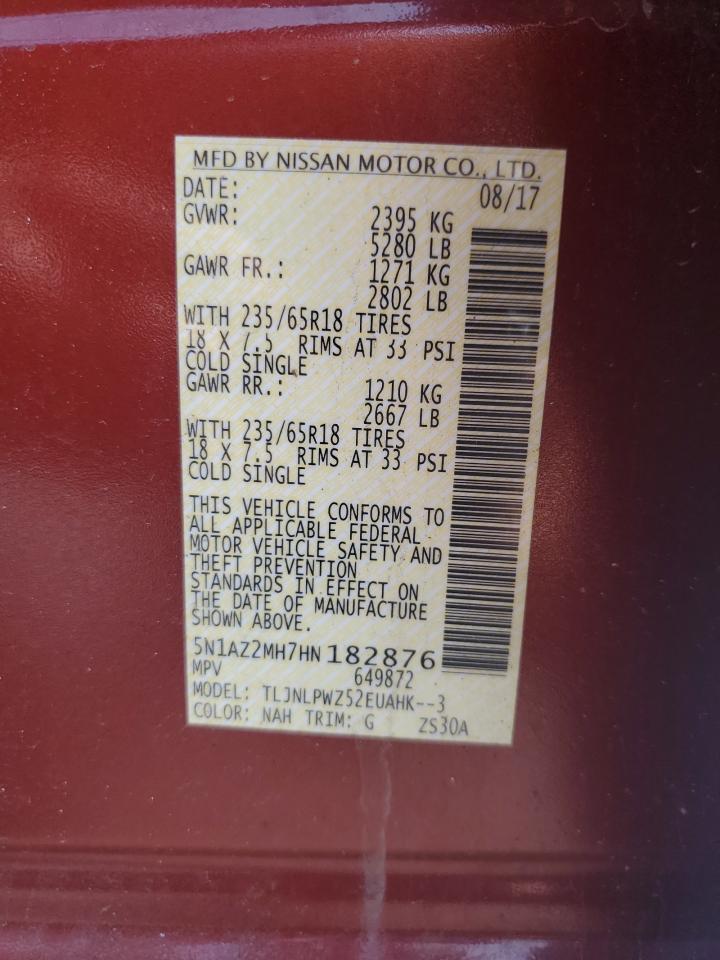 MFD BY NISSAN MOTOR CO., LTD.
DATE: 08/17
GVWR: 2395 KG
5280 LB
GAWR FR.: 1271 KG
2802 LB
WITH 235/65R18 TIRES
18 X 7.5 RIMS AT 33 PSI
COLD SINGLE
GAWR RR.: 1210 KG
2667 LB
WITH 235/65R18 TIRES
18 X 7.5 RIMS AT 33 PSI
COLD SINGLE
THIS VEHICLE CONFORMS TO
ALL APPLICABLE FEDERAL
MOTOR VEHICLE SAFETY AND
THEFT PREVENTION
STANDARDS IN EFFECT ON
THE DATE OF MANUFACTURE
SHOWN ABOVE.
5N1AZ2MH7HN 182876
MPV 649872
MODEL: TLJNLPWZ52EUAHK--3
COLOR: NAH TRIM: G ZS30A